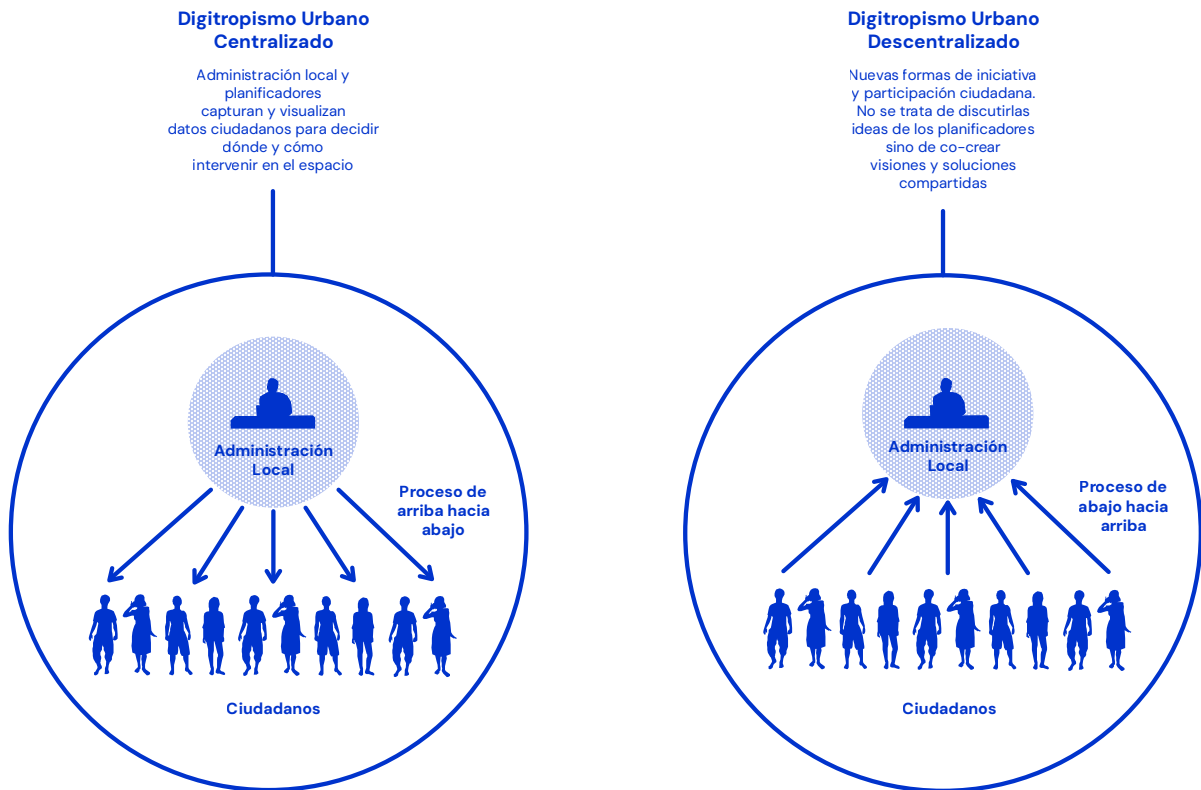 Digitropismo Urbano
Centralizado
Administración local y
planificadores
capturan y visualizan
datos ciudadanos para decidir
dónde y cómo
intervenir en el espacio
Administración
Local
Proceso de
arriba hacia
abajo
Ciudadanos
Digitropismo Urbano
Descentralizado
Nuevas formas de iniciativa
y participación ciudadana.
No se trata de discutirlas
ideas de los planificadores
sino de co-crear
visiones y soluciones
compartidas
Administración
Local
Proceso de
abajo hacia
arriba
Ciudadanos